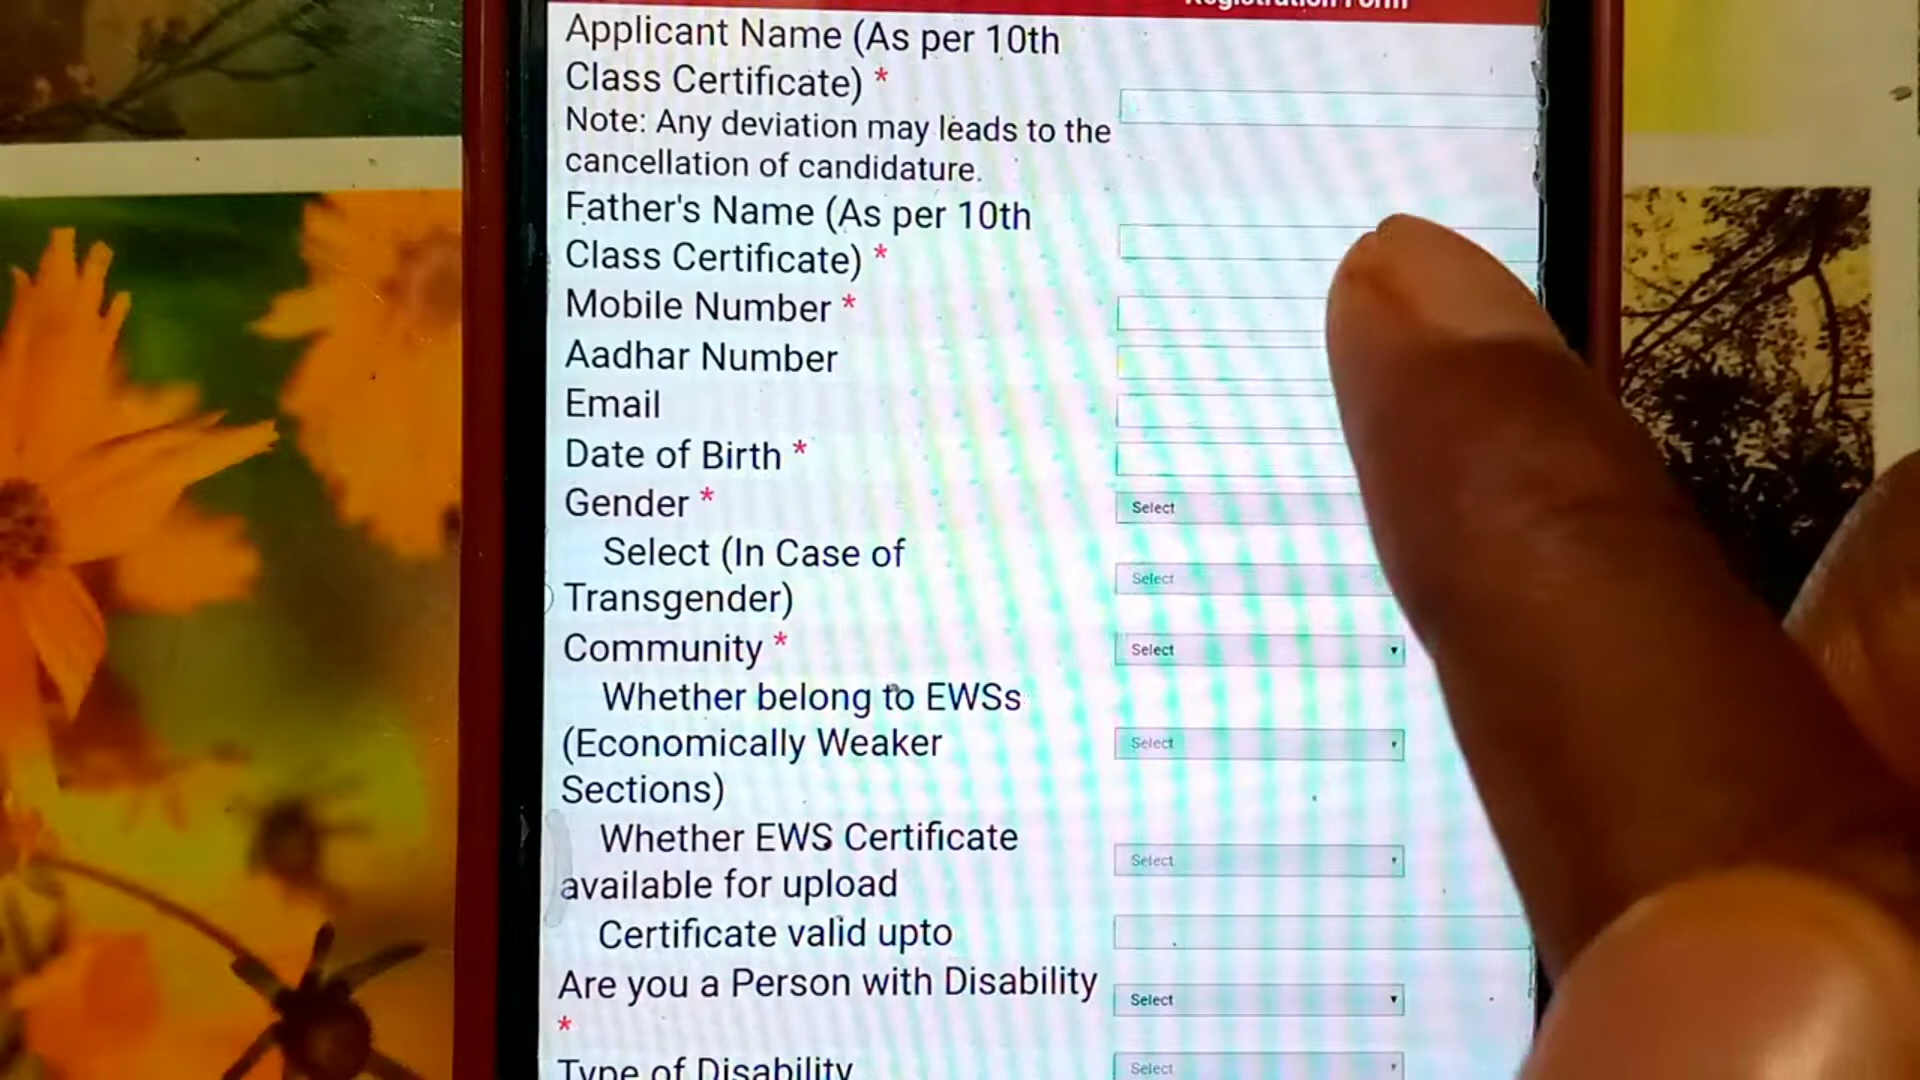 Registration Form
Applicant Name (As per 10th
Class Certificate) *
Note: Any deviation may leads to the
cancellation of candidature.
Father's Name (As per 10th
Class Certificate) *
Mobile Number *
Aadhar Number
Email
Date of Birth *
Gender *
Select
Select (In Case of
Transgender)
Select
Community *
Select
Whether belong to EWSs
(Economically Weaker
Sections)
Select
Whether EWS Certificate
available for upload
Select
Certificate valid upto
Are you a Person with Disability
*
Select
Type of Disability
Select